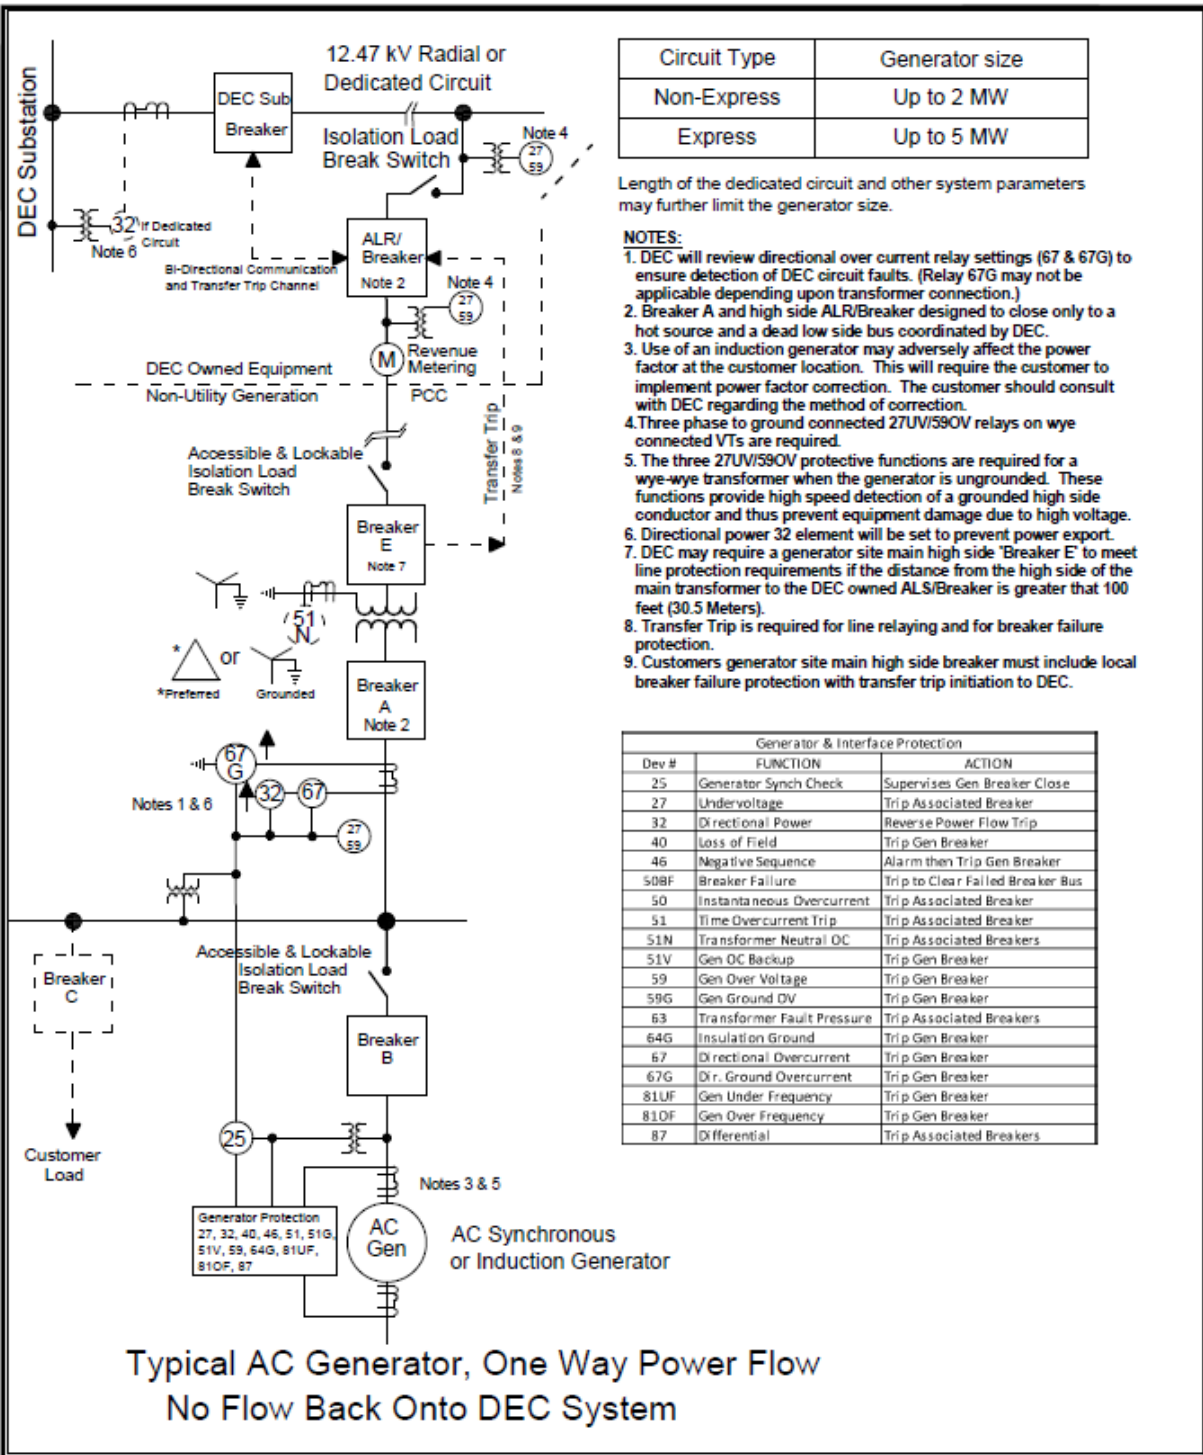 DEC Substation
12.47 kV Radial or
Dedicated Circuit
DEC Sub
Breaker
Isolation Load
Break Switch
Note 4
27
59
32
If Dedicated
Circuit
Note 6
Bi-Directional Communication
and Transfer Trip Channel
ALR/
Breaker
Note 2
Note 4
27
59
M
Revenue
Metering
DEC Owned Equipment
Non-Utility Generation
PCC
Transfer Trip
Notes 8 & 9
Accessible & Lockable
Isolation Load
Break Switch
Breaker
E
Note 7
51
N
*
or
*Preferred
Grounded
Breaker
A
Note 2
67
G
32
67
Notes 1 & 6
27
59
Accessible & Lockable
Isolation Load
Break Switch
Breaker
C
Breaker
B
Customer
Load
25
Notes 3 & 5
Generator Protection
27, 32, 40, 46, 51, 51G,
51V, 59, 64G, 81UF,
81OF, 87
AC
Gen
AC Synchronous
or Induction Generator
Typical AC Generator, One Way Power Flow
No Flow Back Onto DEC System
Circuit Type Generator size
Non-Express Up to 2 MW
Express Up to 5 MW
Length of the dedicated circuit and other system parameters
may further limit the generator size.
NOTES:
1. DEC will review directional over current relay settings (67 & 67G) to
ensure detection of DEC circuit faults. (Relay 67G may not be
applicable depending upon transformer connection.)
2. Breaker A and high side ALR/Breaker designed to close only to a
hot source and a dead low side bus coordinated by DEC.
3. Use of an induction generator may adversely affect the power
factor at the customer location. This will require the customer to
implement power factor correction. The customer should consult
with DEC regarding the method of correction.
4.Three phase to ground connected 27UV/59OV relays on wye
connected VTs are required.
5. The three 27UV/59OV protective functions are required for a
wye-wye transformer when the generator is ungrounded. These
functions provide high speed detection of a grounded high side
conductor and thus prevent equipment damage due to high voltage.
6. Directional power 32 element will be set to prevent power export.
7. DEC may require a generator site main high side "Breaker E" to meet
line protection requirements if the distance from the high side of the
main transformer to the DEC owned ALS/Breaker is greater that 100
feet (30.5 Meters).
8. Transfer Trip is required for line relaying and for breaker failure
protection.
9. Customers generator site main high side breaker must include local
breaker failure protection with transfer trip initiation to DEC.
Generator & Interface Protection
Dev # FUNCTION ACTION
25 Generator Synch Check Supervises Gen Breaker Close
27 Undervoltage Trip Associated Breaker
32 Directional Power Reverse Power Flow Trip
40 Loss of Field Trip Gen Breaker
46 Negative Sequence Alarm then Trip Gen Breaker
50BF Breaker Failure Trip to Clear Failed Breaker Bus
50 Instantaneous Overcurrent Trip Associated Breaker
51 Time Overcurrent Trip Trip Associated Breaker
51N Transformer Neutral OC Trip Associated Breakers
51V Gen OC Backup Trip Gen Breaker
59 Gen Over Voltage Trip Gen Breaker
59G Gen Ground OV Trip Gen Breaker
63 Transformer Fault Pressure Trip Associated Breakers
64G Insulation Ground Trip Gen Breaker
67 Directional Overcurrent Trip Gen Breaker
67G Dir. Ground Overcurrent Trip Gen Breaker
81UF Gen Under Frequency Trip Gen Breaker
81OF Gen Over Frequency Trip Gen Breaker
87 Differential Trip Associated Breakers